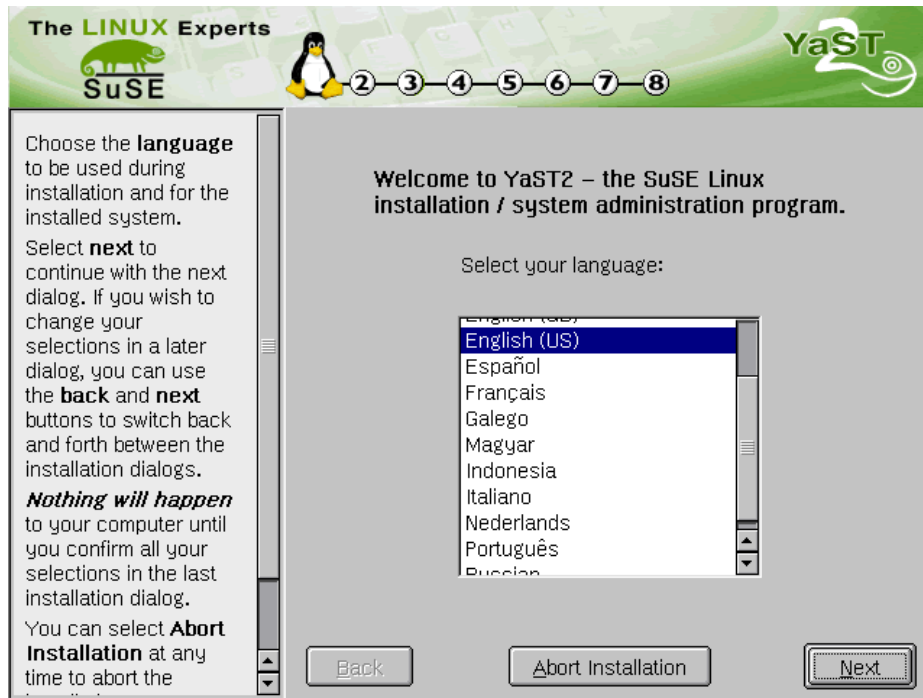 The LINUX Experts
SuSE
2 3 4 5 6 7 8
YaST
2
Choose the language
to be used during
installation and for the
installed system.
Select next to
continue with the next
dialog. If you wish to
change your
selections in a later
dialog, you can use
the back and next
buttons to switch back
and forth between the
installation dialogs.
Nothing will happen
to your computer until
you confirm all your
selections in the last
installation dialog.
You can select Abort
Installation at any
time to abort the
Welcome to YaST2 – the SuSE Linux
installation / system administration program.
Select your language:
English (US)
Español
Français
Galego
Magyar
Indonesia
Italiano
Nederlands
Português
Russian
Back
Abort Installation
Next